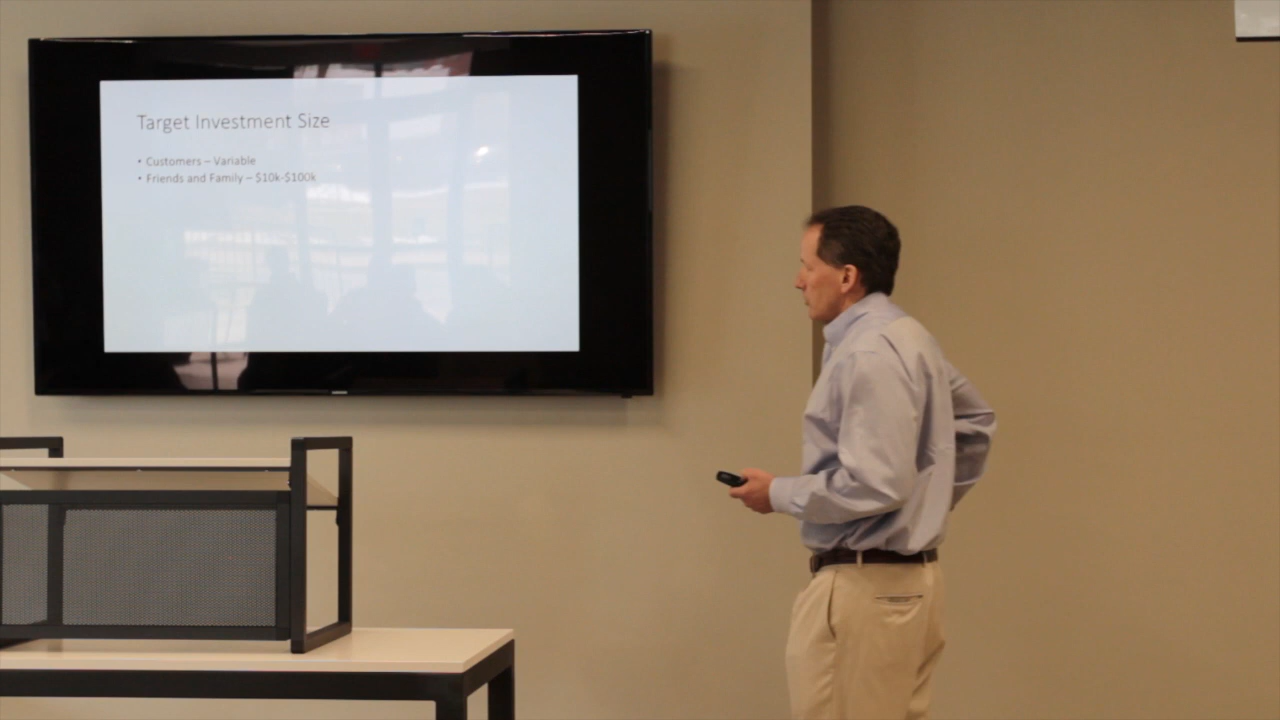 Target Investment Size
• Customers – Variable
• Friends and Family – $10k-$100k